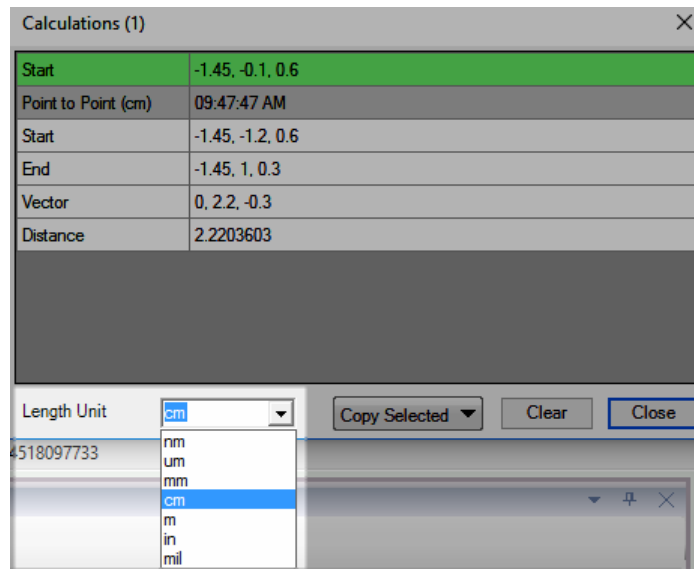 Calculations (1)
Start -1.45, -0.1, 0.6
Point to Point (cm) 09:47:47 AM
Start -1.45, -1.2, 0.6
End -1.45, 1, 0.3
Vector 0, 2.2, -0.3
Distance 2.2203603
Length Unit cm Copy Selected Clear Close
4518097733
nm
um
mm
cm
m
in
mil